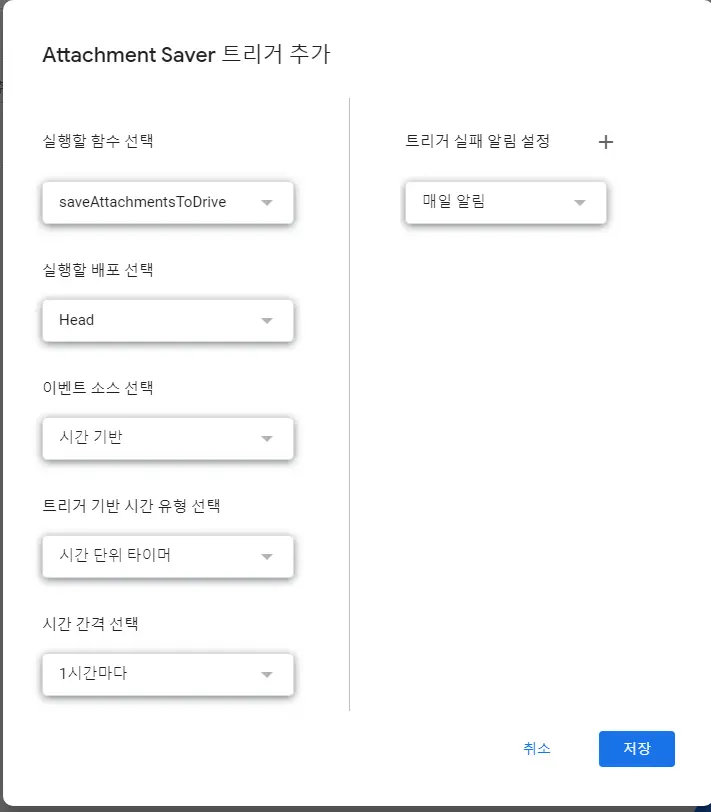 Attachment Saver 트리거 추가
실행할 함수 선택
saveAttachmentsToDrive
실행할 배포 선택
Head
이벤트 소스 선택
시간 기반
트리거 기반 시간 유형 선택
시간 단위 타이머
시간 간격 선택
1시간마다
트리거 실패 알림 설정 +
매일 알림
취소
저장